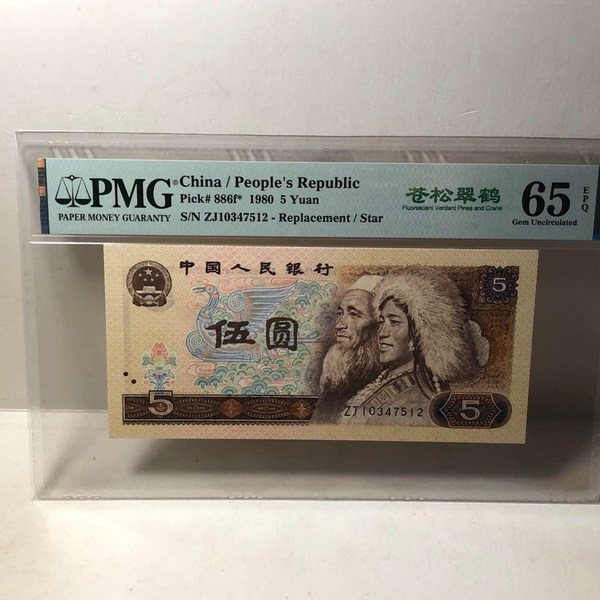 PMG®
PAPER MONEY GUARANTY
China / People's Republic
Pick# 886f* 1980 5 Yuan
S/N ZJ10347512 - Replacement / Star
苍松翠鹤
Fluorescent Verdant Pines and Crane
65 EPQ
Gem Uncirculated
中国人民银行
5
伍圆
5
ZJ10347512
5